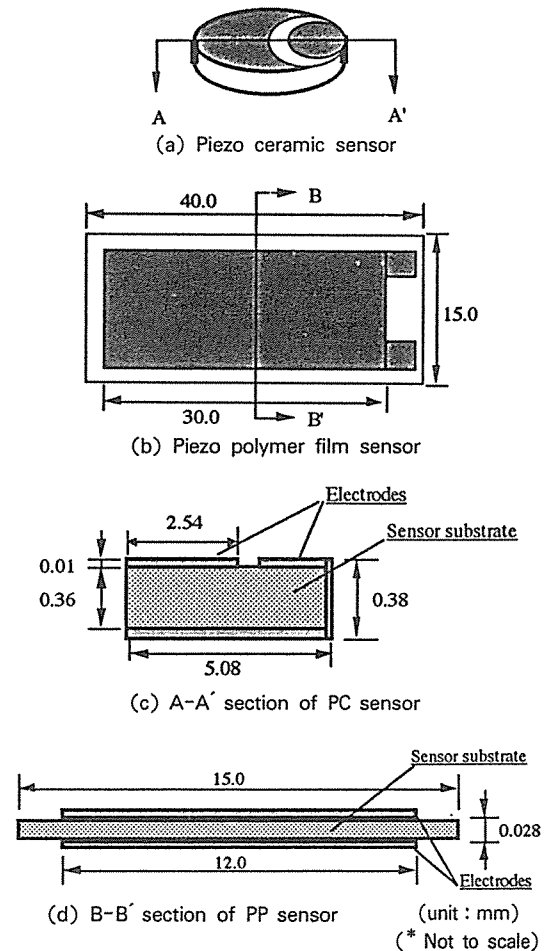 A
A'
(a) Piezo ceramic sensor
B
40.0
15.0
30.0
B'
(b) Piezo polymer film sensor
Electrodes
2.54
Sensor substrate
0.01
0.36
0.38
5.08
(c) A-A´ section of PC sensor
Sensor substrate
15.0
0.028
12.0
Electrodes
(d) B-B´ section of PP sensor
(unit : mm)
(* Not to scale)